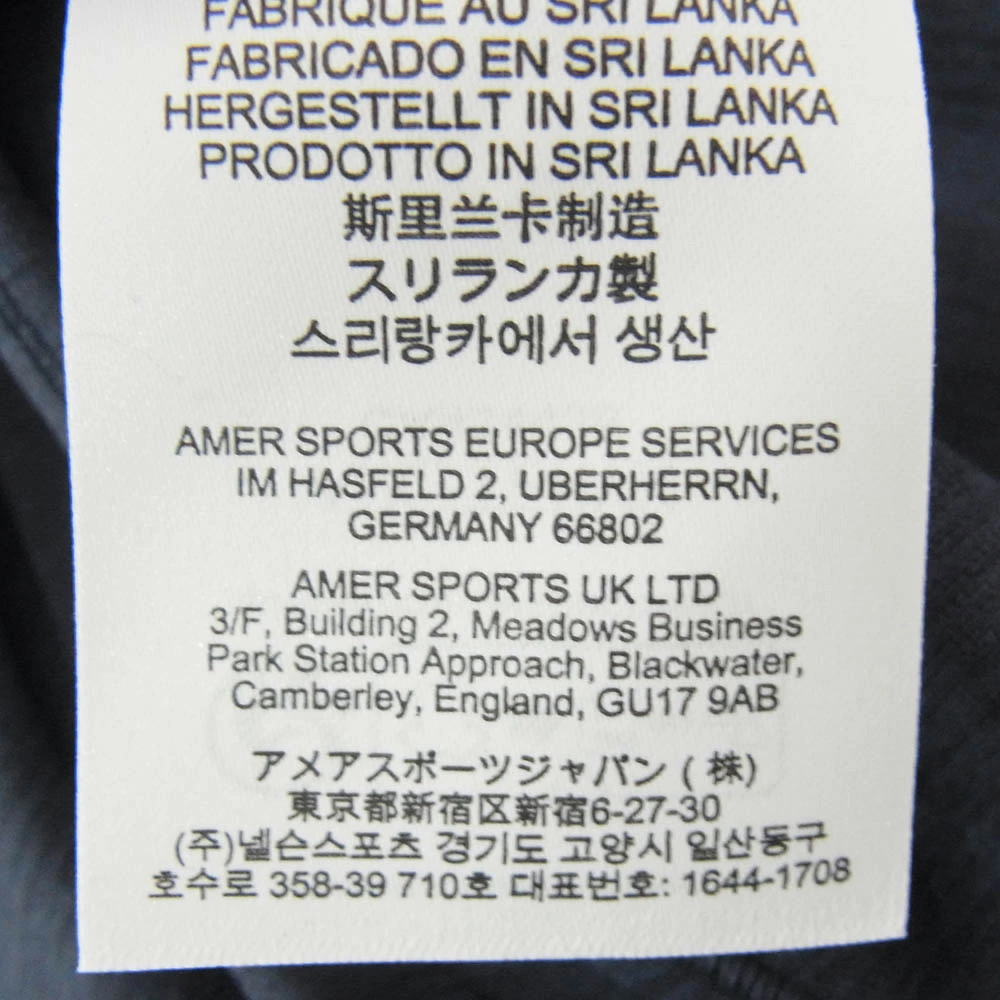 FABRIQUÉ AU SRI LANKA
FABRICADO EN SRI LANKA
HERGESTELLT IN SRI LANKA
PRODOTTO IN SRI LANKA
斯里兰卡制造
スリランカ製
스리랑카에서 생산
AMER SPORTS EUROPE SERVICES
IM HASFELD 2, UBERHERRN,
GERMANY 66802
AMER SPORTS UK LTD
3/F, Building 2, Meadows Business
Park Station Approach, Blackwater,
Camberley, England, GU17 9AB
アメアスポーツジャパン (株)
東京都新宿区新宿6-27-30
(주)넬슨스포츠 경기도 고양시 일산동구
호수로 358-39 710호 대표번호: 1644-1708